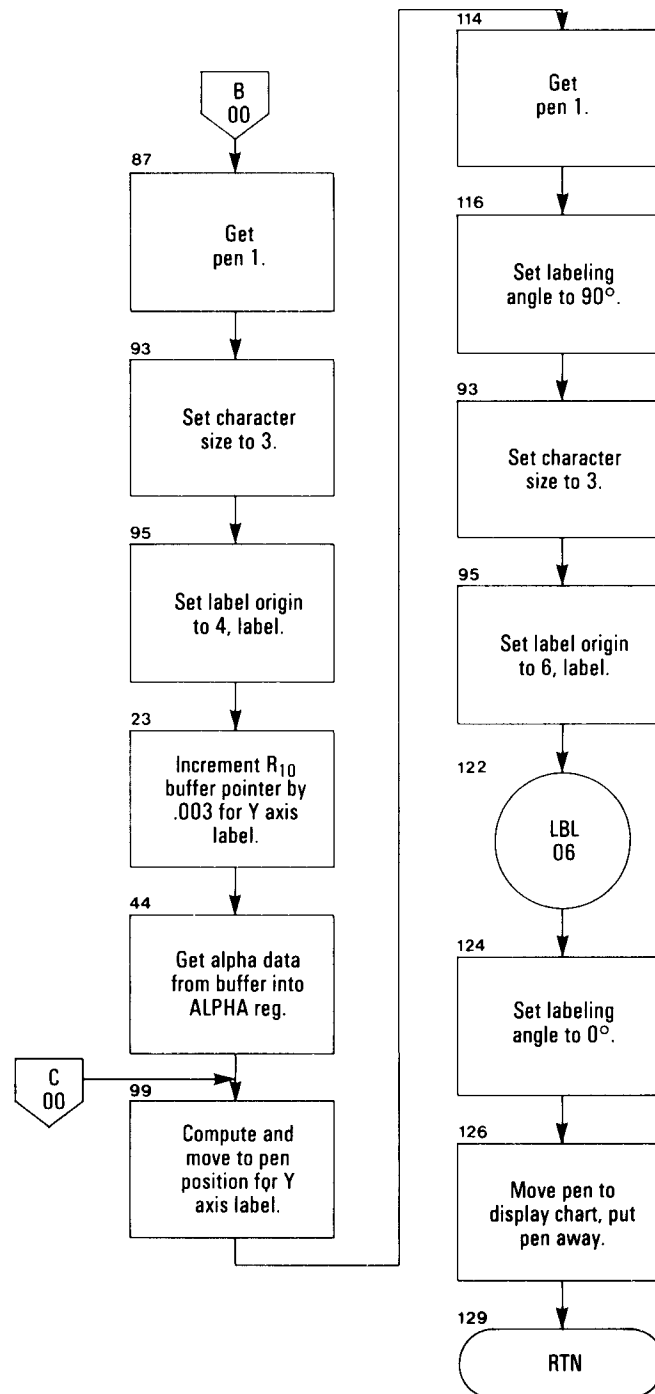 B
00
87
Get
pen 1.
93
Set character
size to 3.
95
Set label origin
to 4, label.
23
Increment R10
buffer pointer by
.003 for Y axis
label.
44
Get alpha data
from buffer into
ALPHA reg.
C
00
99
Compute and
move to pen
position for Y
axis label.
114
Get
pen 1.
116
Set labeling
angle to 90°.
93
Set character
size to 3.
95
Set label origin
to 6, label.
122
LBL
06
124
Set labeling
angle to 0°.
126
Move pen to
display chart, put
pen away.
129
RTN